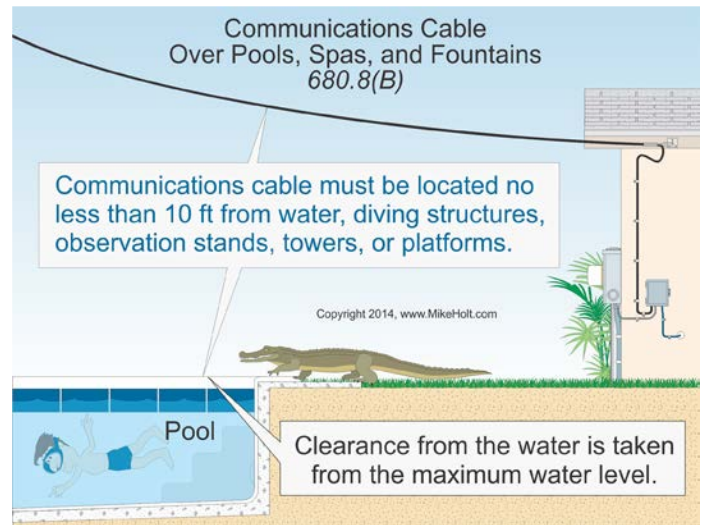 Communications Cable
Over Pools, Spas, and Fountains
680.8(B)
Communications cable must be located no
less than 10 ft from water, diving structures,
observation stands, towers, or platforms.
Copyright 2014, www.MikeHolt.com
Pool
Clearance from the water is taken
from the maximum water level.